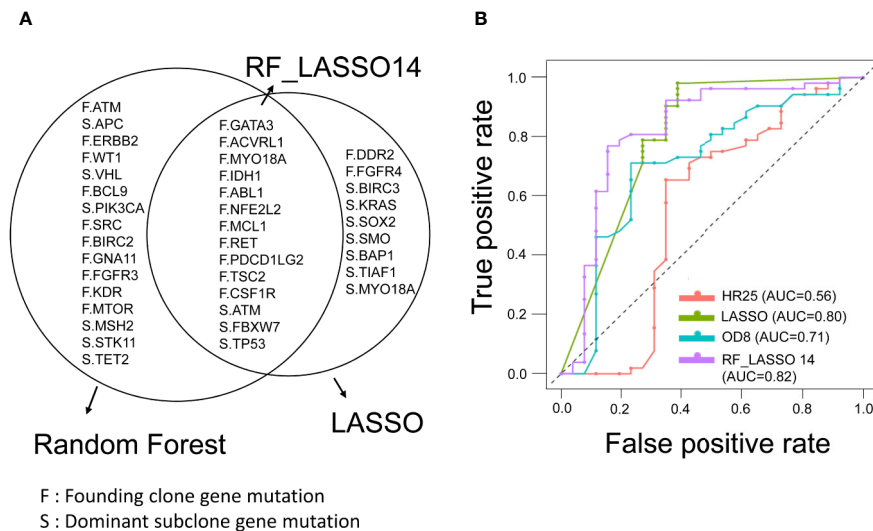 A
RF_LASSO14
F.ATM
S.APC
F.ERBB2
F.WT1
S.VHL
F.BCL9
S.PIK3CA
F.SRC
F.BIRC2
F.GNA11
F.FGFR3
F.KDR
F.MTOR
S.MSH2
S.STK11
S.TET2
F.GATA3
F.ACVRL1
F.MYO18A
F.IDH1
F.ABL1
F.NFE2L2
F.MCL1
F.RET
F.PDCD1LG2
F.TSC2
F.CSF1R
S.ATM
S.FBXW7
S.TP53
F.DDR2
F.FGFR4
S.BIRC3
S.KRAS
S.SOX2
S.SMO
S.BAP1
S.TIAF1
S.MYO18A
Random Forest
LASSO
F : Founding clone gene mutation
S : Dominant subclone gene mutation
B
True positive rate
1.0
0.8
0.6
0.4
0.2
0.0
HR25 (AUC=0.56)
LASSO (AUC=0.80)
OD8 (AUC=0.71)
RF_LASSO 14
(AUC=0.82)
0.0 0.2 0.4 0.6 0.8 1.0
False positive rate